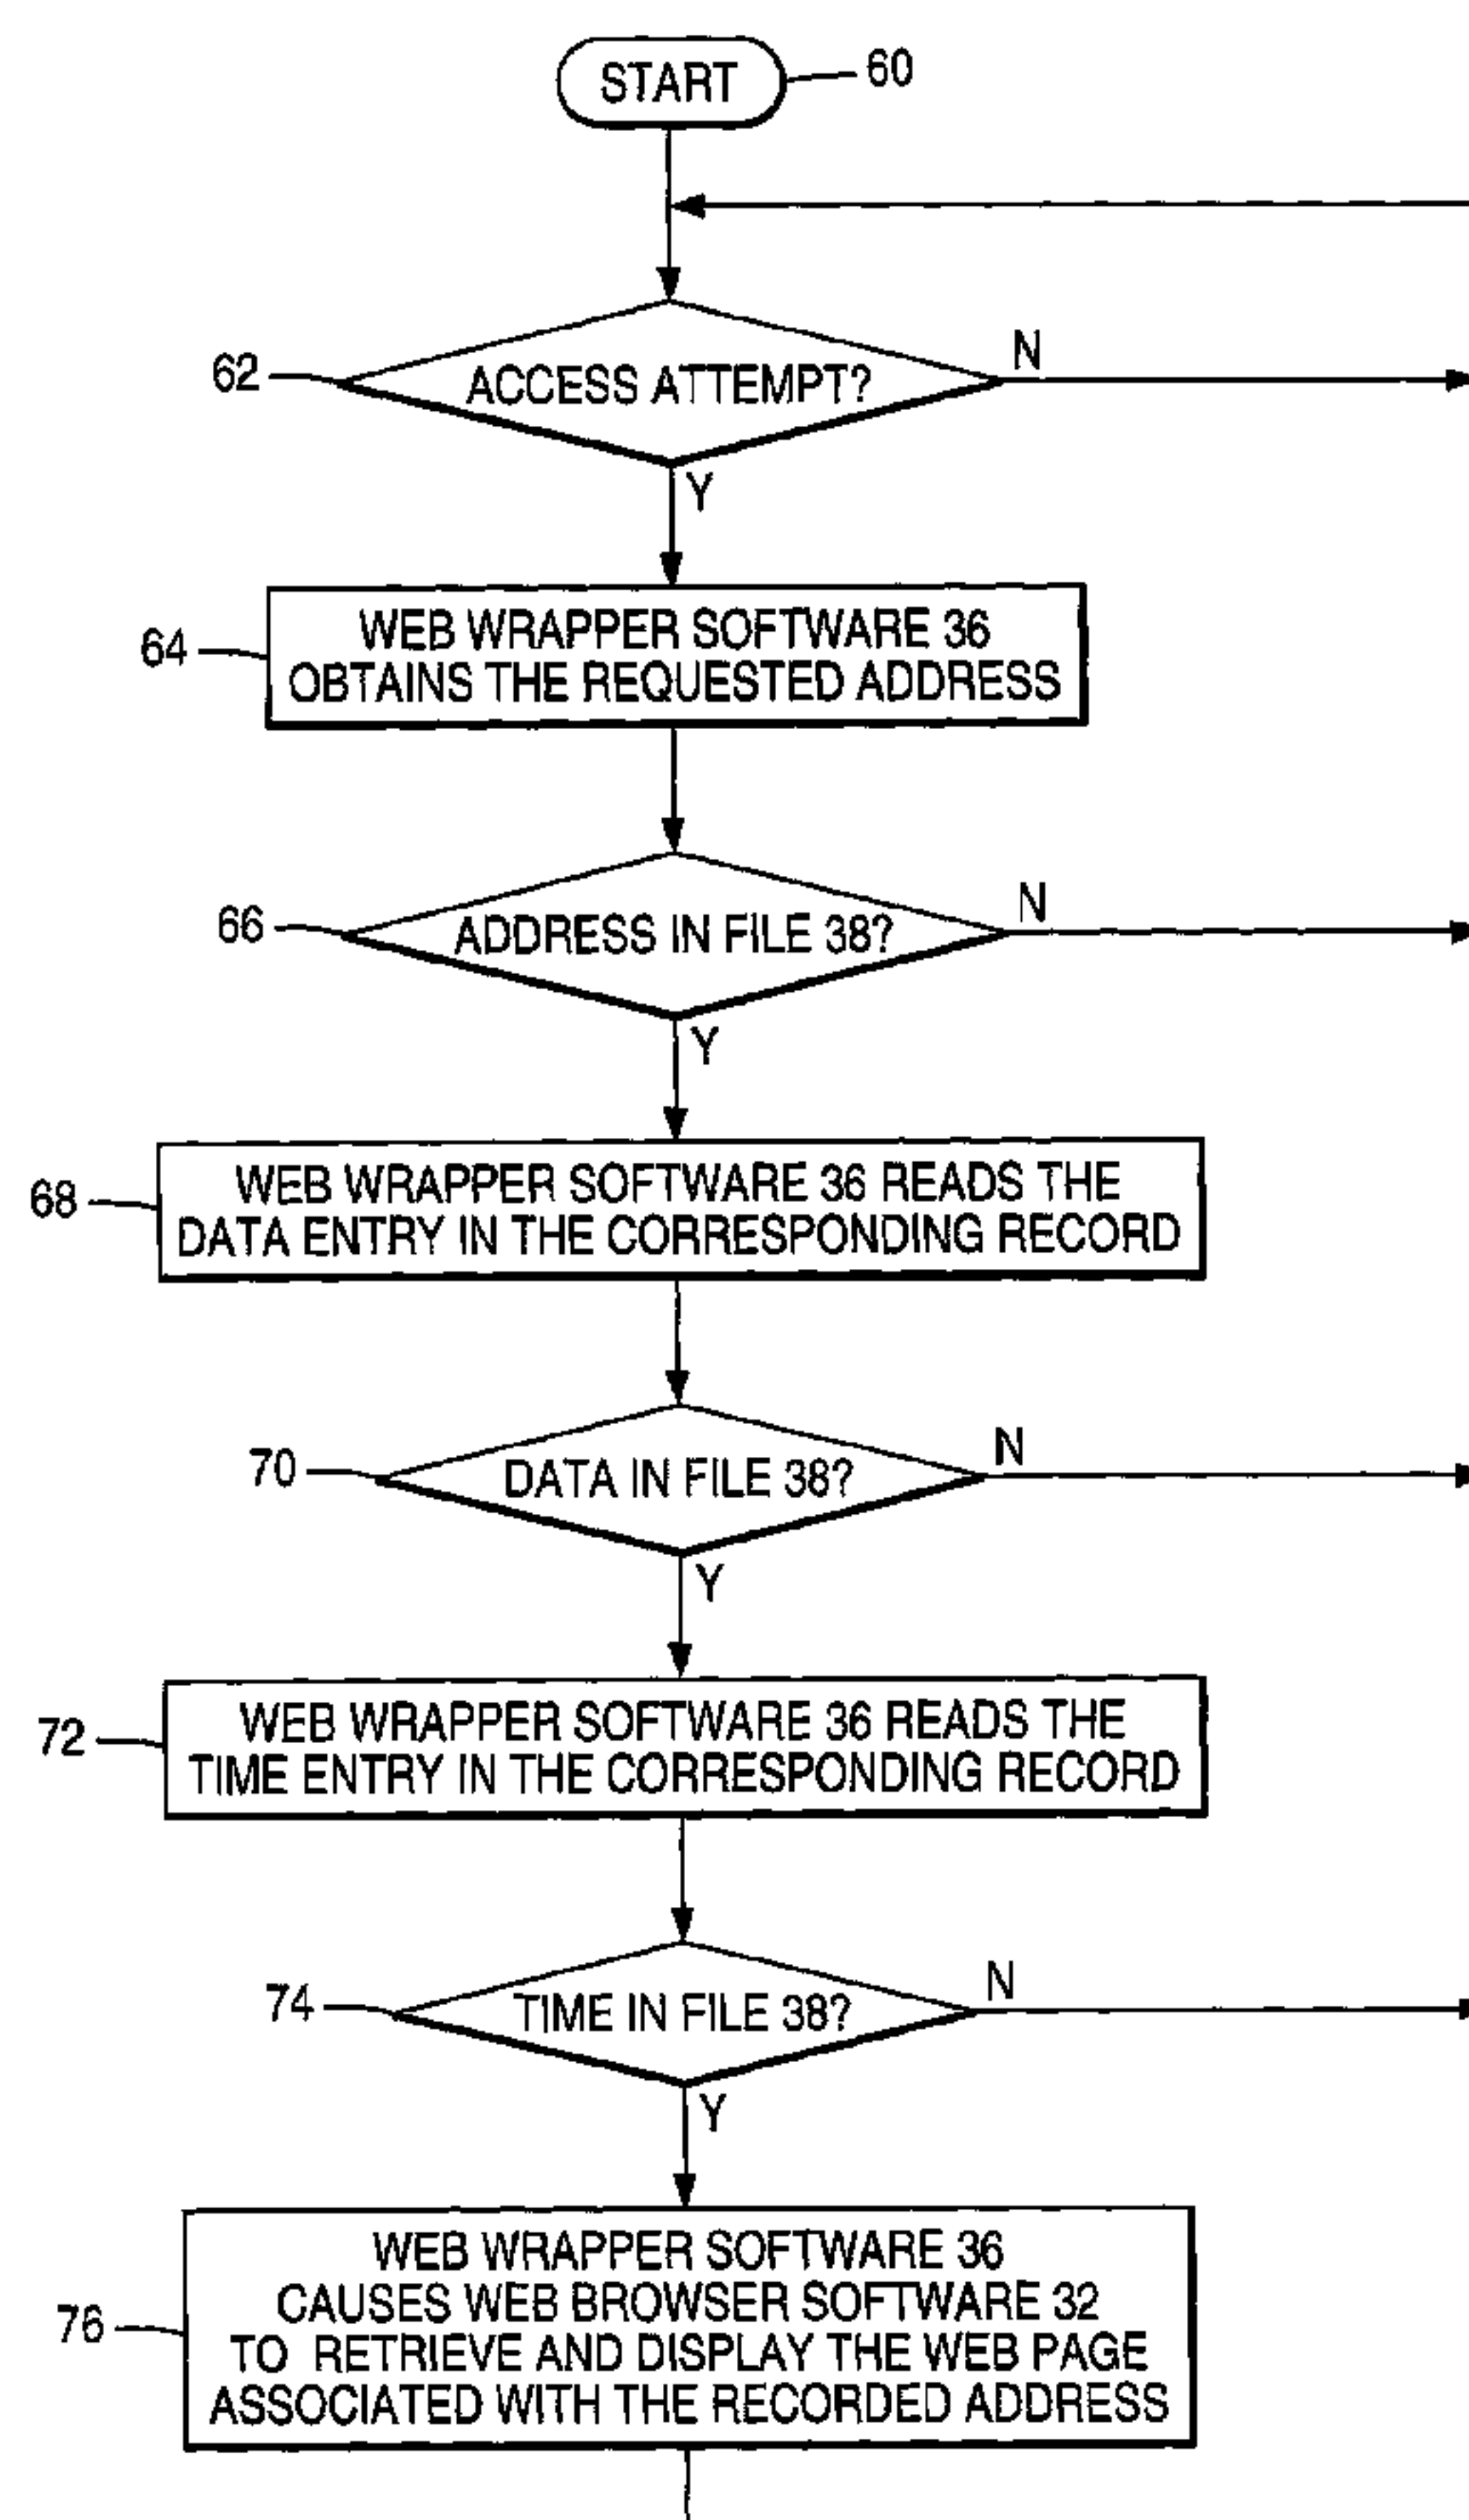 START
60
62
ACCESS ATTEMPT?
N
Y
64
WEB WRAPPER SOFTWARE 36
OBTAINS THE REQUESTED ADDRESS
66
ADDRESS IN FILE 38?
N
Y
68
WEB WRAPPER SOFTWARE 36 READS THE
DATA ENTRY IN THE CORRESPONDING RECORD
70
DATA IN FILE 38?
N
Y
72
WEB WRAPPER SOFTWARE 36 READS THE
TIME ENTRY IN THE CORRESPONDING RECORD
74
TIME IN FILE 38?
N
Y
76
WEB WRAPPER SOFTWARE 36
CAUSES WEB BROWSER SOFTWARE 32
TO RETRIEVE AND DISPLAY THE WEB PAGE
ASSOCIATED WITH THE RECORDED ADDRESS